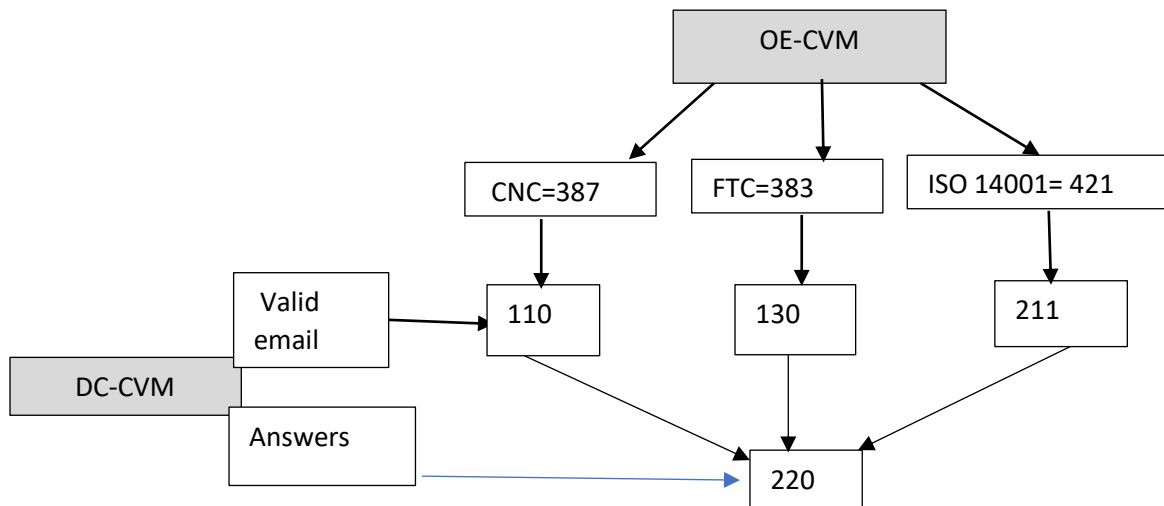 OE-CVM
CNC=387
FTC=383
ISO 14001= 421
Valid
email
110
130
211
DC-CVM
Answers
220